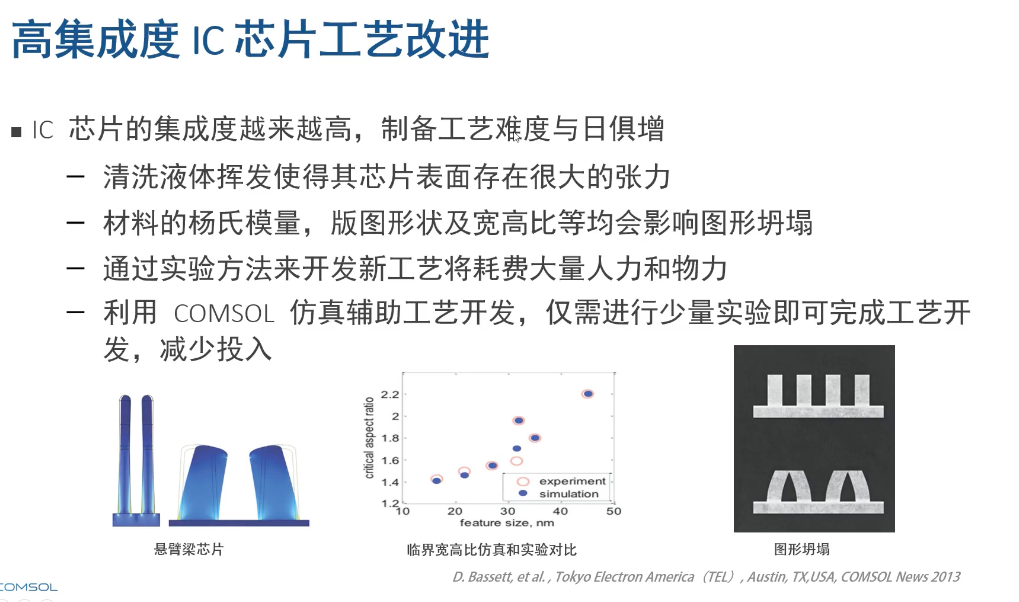 高集成度 IC 芯片工艺改进
■ IC 芯片的集成度越来越高，制备工艺难度与日俱增
– 清洗液体挥发使得其芯片表面存在很大的张力
– 材料的杨氏模量，版图形状及宽高比等均会影响图形坍塌
– 通过实验方法来开发新工艺将耗费大量人力和物力
– 利用 COMSOL 仿真辅助工艺开发，仅需进行少量实验即可完成工艺开
发，减少投入
critical aspect ratio
2.2
2
1.8
1.6
1.4
1.2
experiment
simulation
10 20 30 40 50
feature size, nm
悬臂梁芯片
临界宽高比仿真和实验对比
图形坍塌
D. Bassett, et al. , Tokyo Electron America（TEL）, Austin, TX,USA, COMSOL News 2013
COMSOL